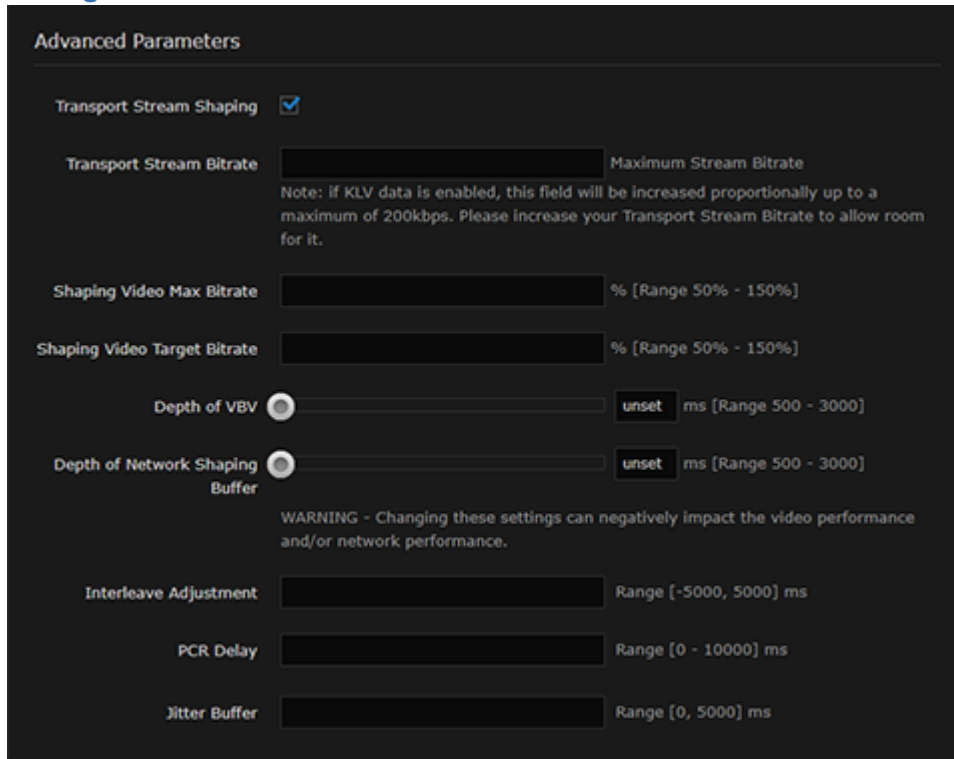 Advanced Parameters
Transport Stream Shaping
Transport Stream Bitrate Maximum Stream Bitrate
Note: if KLV data is enabled, this field will be increased proportionally up to a
maximum of 200kbps. Please increase your Transport Stream Bitrate to allow room
for it.
Shaping Video Max Bitrate % [Range 50% - 150%]
Shaping Video Target Bitrate % [Range 50% - 150%]
Depth of VBV unset ms [Range 500 - 3000]
Depth of Network Shaping unset ms [Range 500 - 3000]
Buffer
WARNING - Changing these settings can negatively impact the video performance
and/or network performance.
Interleave Adjustment Range [-5000, 5000] ms
PCR Delay Range [0 - 10000] ms
Jitter Buffer Range [0, 5000] ms